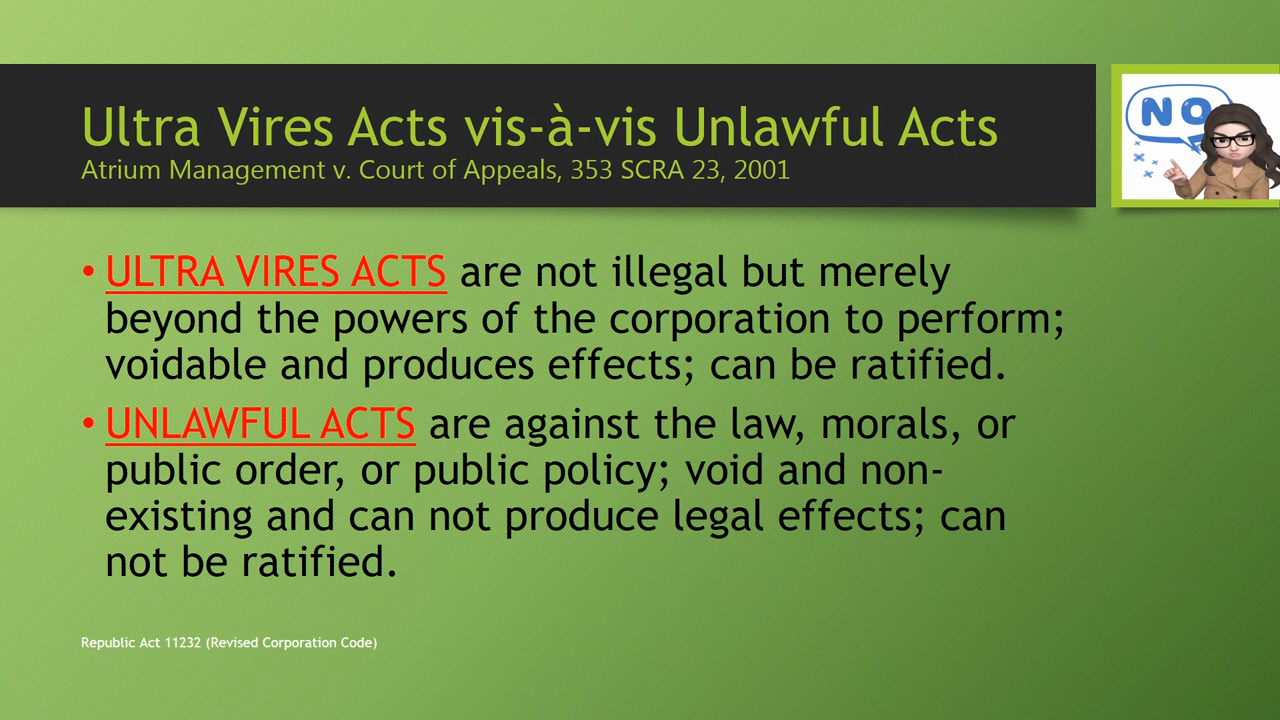 Ultra Vires Acts vis-à-vis Unlawful Acts
Atrium Management v. Court of Appeals, 353 SCRA 23, 2001
NO
• ULTRA VIRES ACTS are not illegal but merely
beyond the powers of the corporation to perform;
voidable and produces effects; can be ratified.
• UNLAWFUL ACTS are against the law, morals, or
public order, or public policy; void and non-
existing and can not produce legal effects; can
not be ratified.
Republic Act 11232 (Revised Corporation Code)